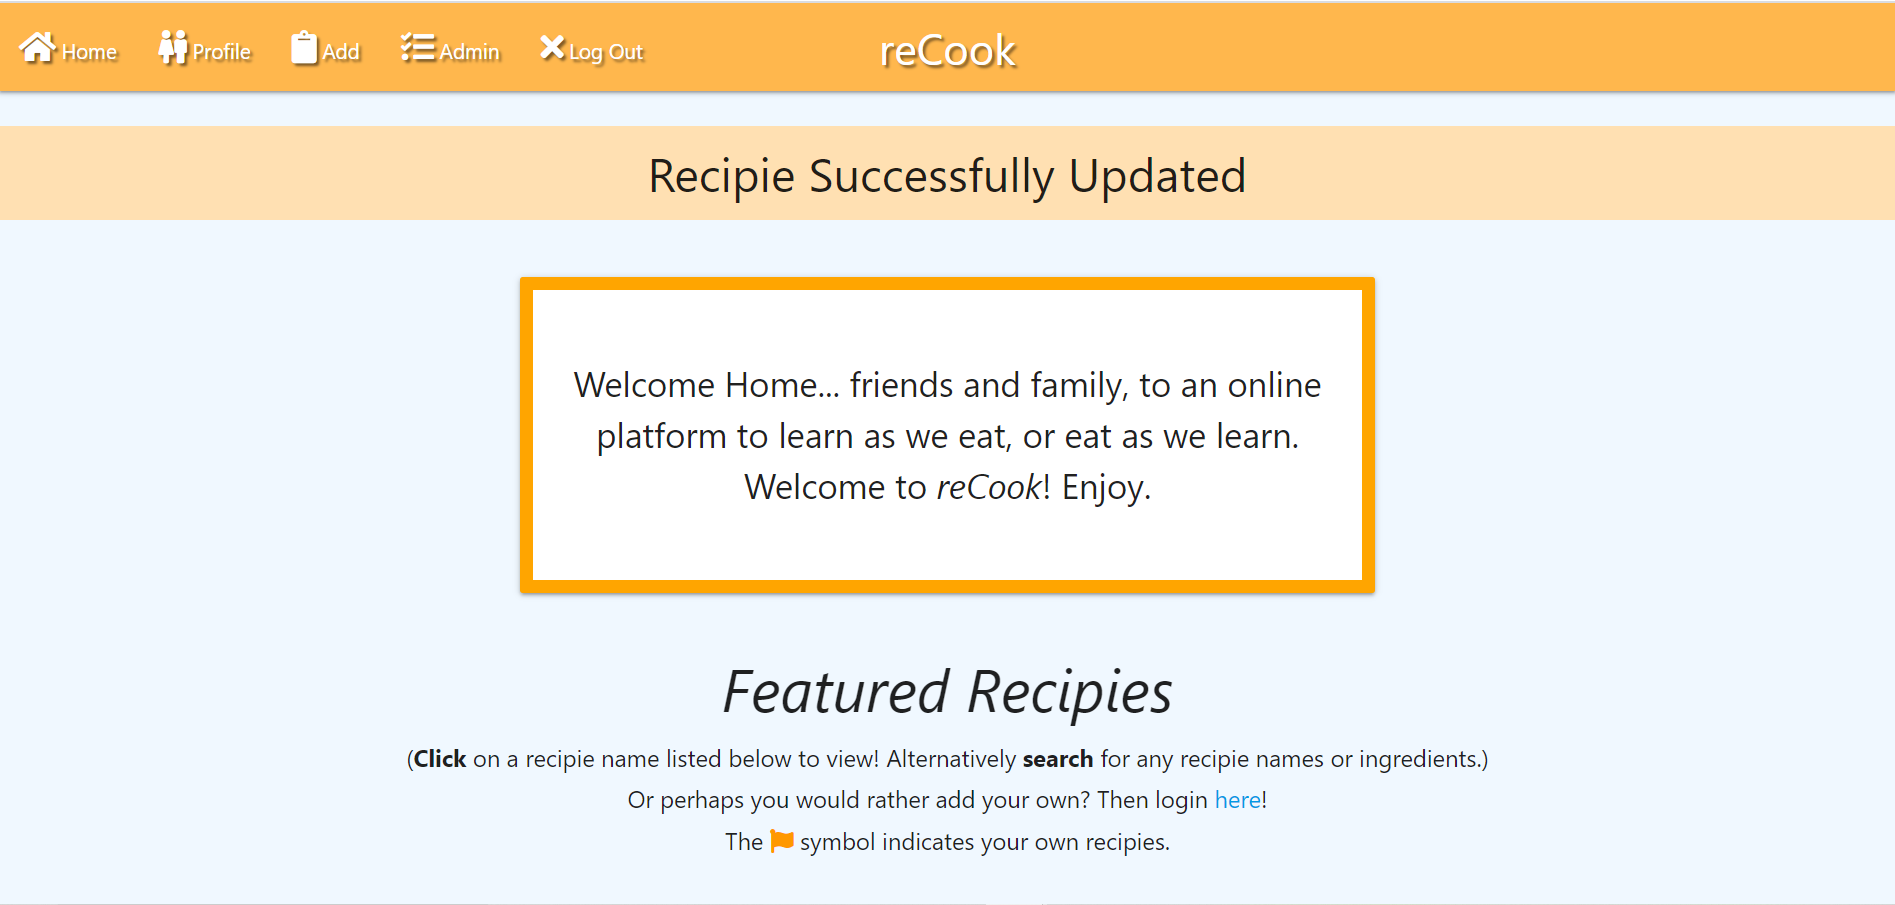 Home Profile Add Admin Log Out reCook
Recipie Successfully Updated
Welcome Home... friends and family, to an online
platform to learn as we eat, or eat as we learn.
Welcome to reCook! Enjoy.
Featured Recipies
(Click on a recipie name listed below to view! Alternatively search for any recipie names or ingredients.)
Or perhaps you would rather add your own? Then login here!
The symbol indicates your own recipies.